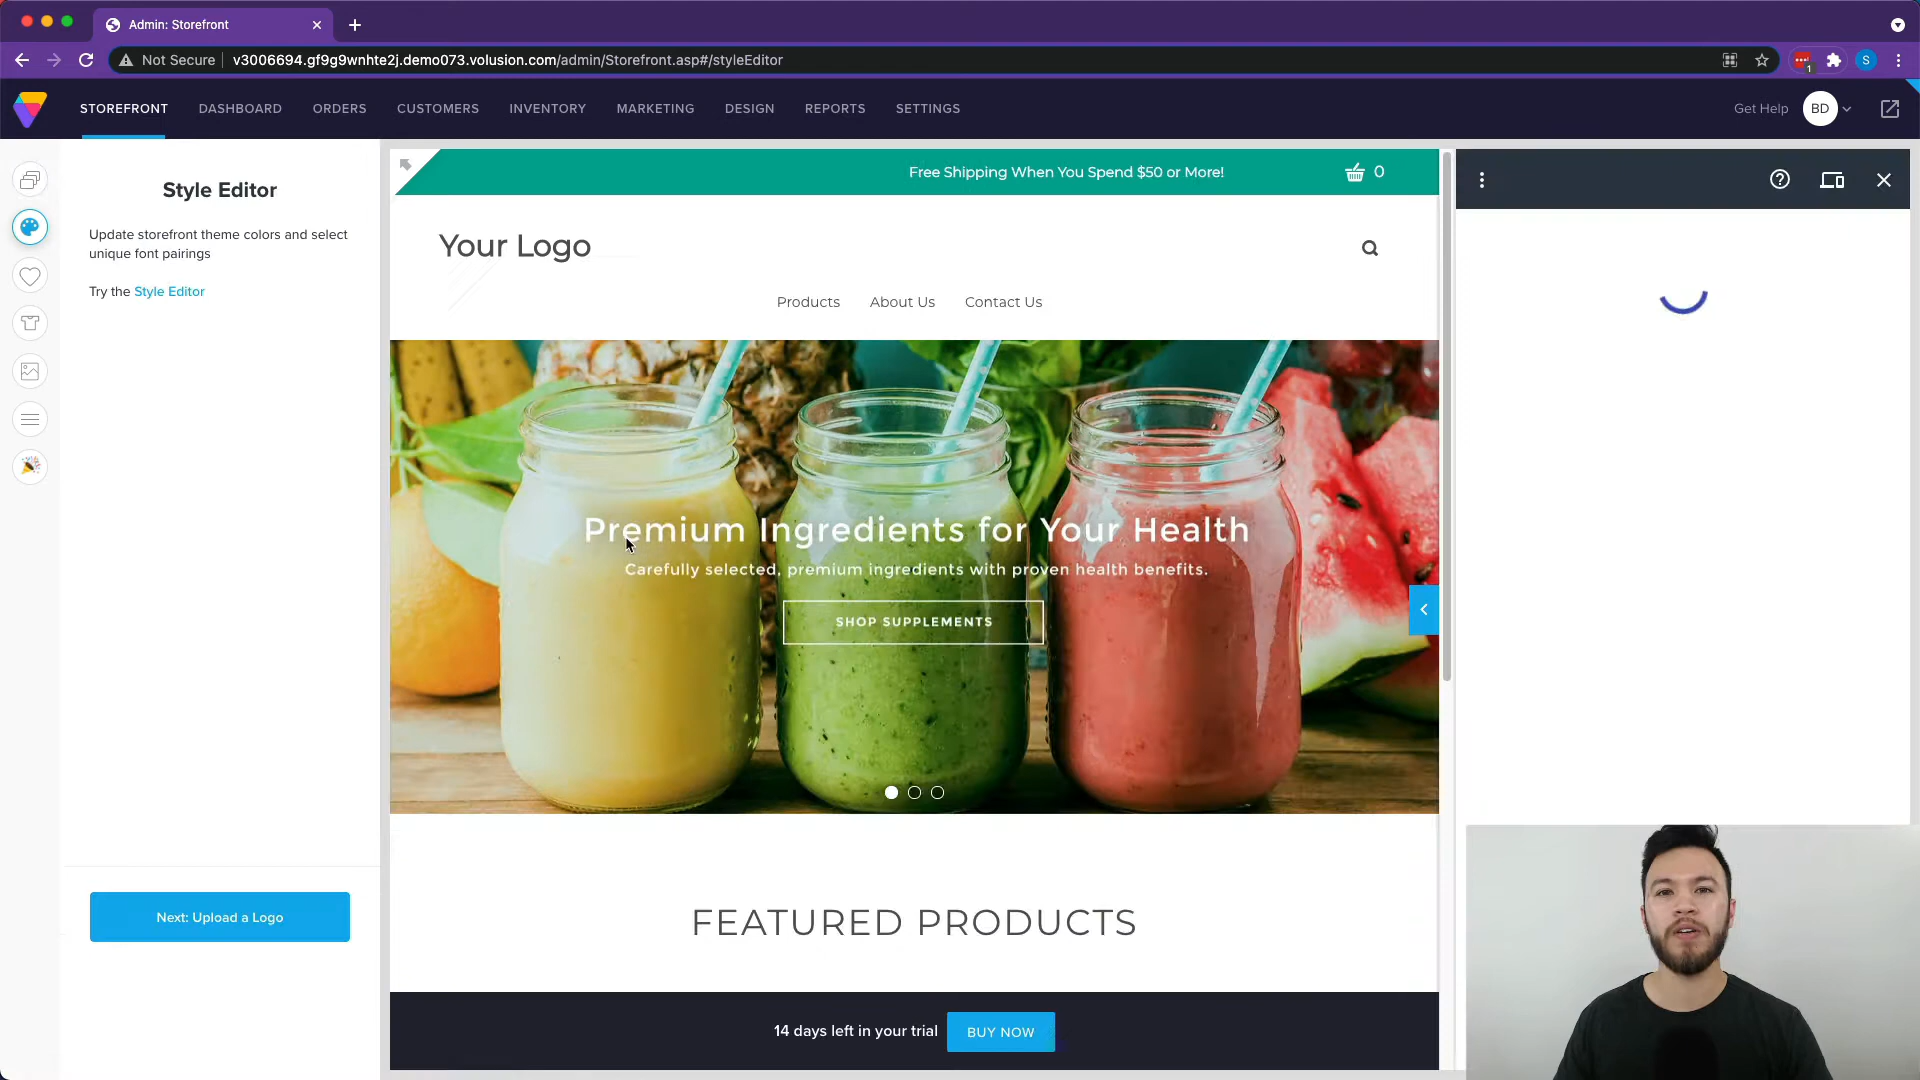 Admin: Storefront
Not Secure
v3006694.gf9g9wnhte2j.demo073.volusion.com/admin/Storefront.asp#/styleEditor
1
S
STOREFRONT
DASHBOARD
ORDERS
CUSTOMERS
INVENTORY
MARKETING
DESIGN
REPORTS
SETTINGS
Get Help
BD
Style Editor
Update storefront theme colors and select
unique font pairings
Try the Style Editor
Next: Upload a Logo
Free Shipping When You Spend $50 or More!
0
Your Logo
Products
About Us
Contact Us
Premium Ingredients for Your Health
Carefully selected, premium ingredients with proven health benefits.
SHOP SUPPLEMENTS
FEATURED PRODUCTS
14 days left in your trial
BUY NOW